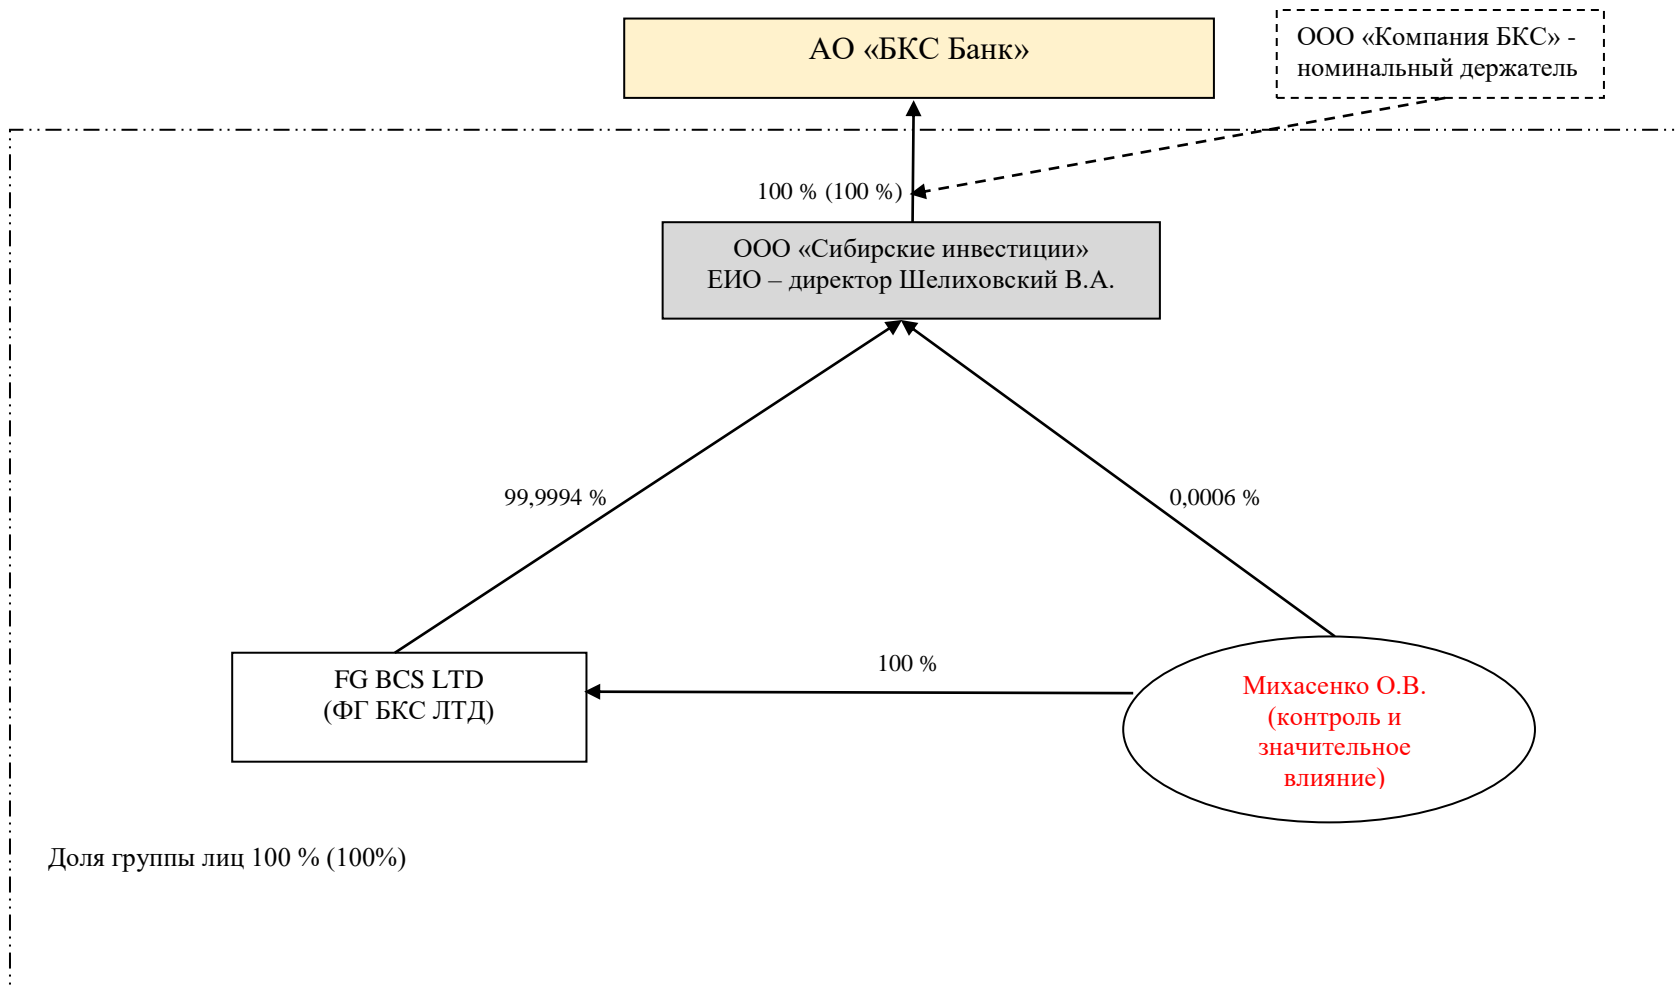 АО «БКС Банк»
ООО «Компания БКС» -
номинальный держатель
100 % (100 %)
ООО «Сибирские инвестиции»
ЕИО – директор Шелиховский В.А.
99,9994 %
0,0006 %
100 %
FG BCS LTD
(ФГ БКС ЛТД)
Михасенко О.В.
(контроль и
значительное
влияние)
Доля группы лиц 100 % (100%)